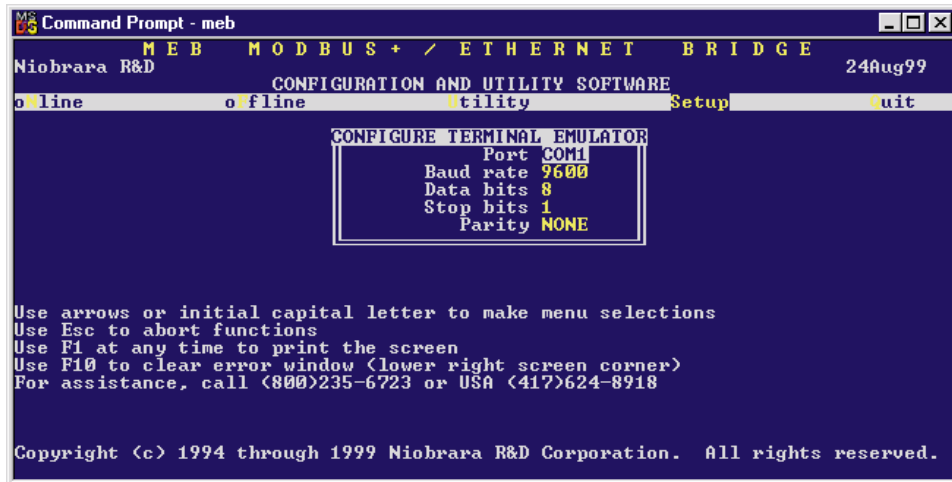 Command Prompt - meb
M E B   M O D B U S + / E T H E R N E T   B R I D G E
Niobrara R&D   24Aug99
CONFIGURATION AND UTILITY SOFTWARE
oNline   oFfline   Utility   Setup   Quit
CONFIGURE TERMINAL EMULATOR
Port COM1
Baud rate 9600
Data bits 8
Stop bits 1
Parity NONE
Use arrows or initial capital letter to make menu selections
Use Esc to abort functions
Use F1 at any time to print the screen
Use F10 to clear error window (lower right screen corner)
For assistance, call (800)235-6723 or USA (417)624-8918
Copyright (c) 1994 through 1999 Niobrara R&D Corporation.  All rights reserved.